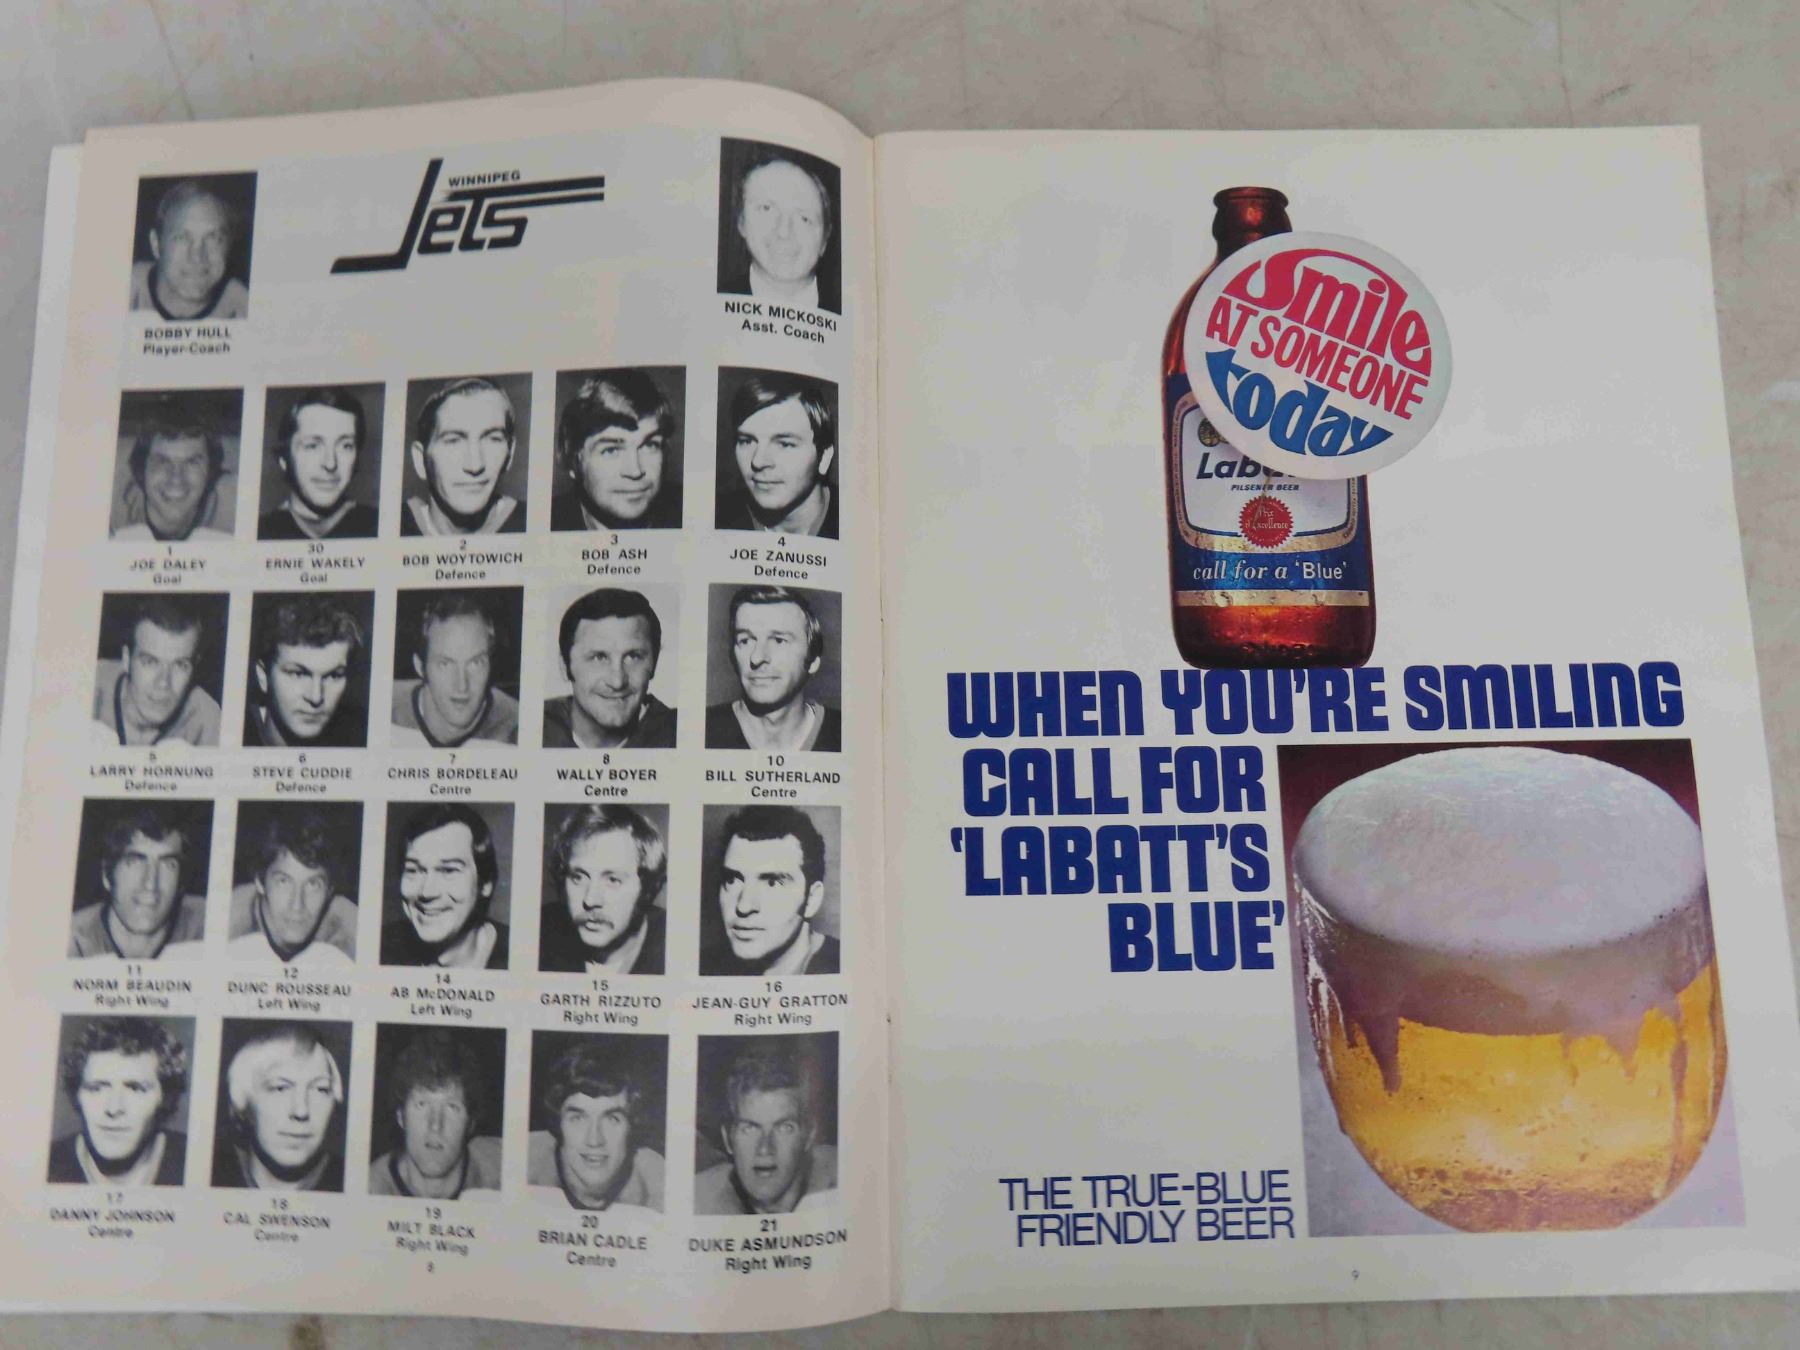 WINNIPEG
Jets
BOBBY HULL
Player-Coach
NICK MICKOSKI
Asst. Coach
1
JOE DALEY
Goal
30
ERNIE WAKELY
Goal
2
BOB WOYTOWICH
Defence
3
BOB ASH
Defence
4
JOE ZANUSSI
Defence
5
LARRY HORNUNG
Defence
6
STEVE CUDDIE
Defence
7
CHRIS BORDELEAU
Centre
8
WALLY BOYER
Centre
10
BILL SUTHERLAND
Centre
11
NORM BEAUDIN
Right Wing
12
DUNC ROUSSEAU
Left Wing
14
AB McDONALD
Left Wing
15
GARTH RIZZUTO
Right Wing
16
JEAN-GUY GRATTON
Right Wing
17
DANNY JOHNSON
Centre
18
CAL SWENSON
Centre
19
MILT BLACK
Right Wing
20
BRIAN CADLE
Centre
21
DUKE ASMUNDSON
Right Wing
8
Smile
AT SOMEONE
today
Lab
PILSENER BEER
Prix
d'Excellence
call for a 'Blue'
WHEN YOU'RE SMILING
CALL FOR
'LABATT'S
BLUE'
THE TRUE-BLUE
FRIENDLY BEER
9